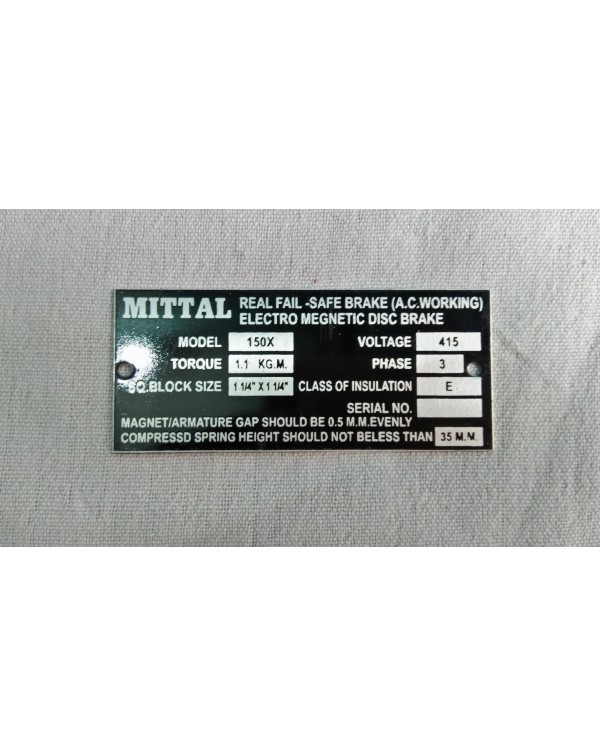 MITTAL REAL FAIL -SAFE BRAKE (A.C.WORKING)
ELECTRO MEGNETIC DISC BRAKE
MODEL 150X VOLTAGE 415
TORQUE 1.1 KG.M. PHASE 3
SQ.BLOCK SIZE 1 1/4" X 1 1/4" CLASS OF INSULATION E
SERIAL NO.
MAGNET/ARMATURE GAP SHOULD BE 0.5 M.M.EVENLY
COMPRESSD SPRING HEIGHT SHOULD NOT BELESS THAN 35 M.M.